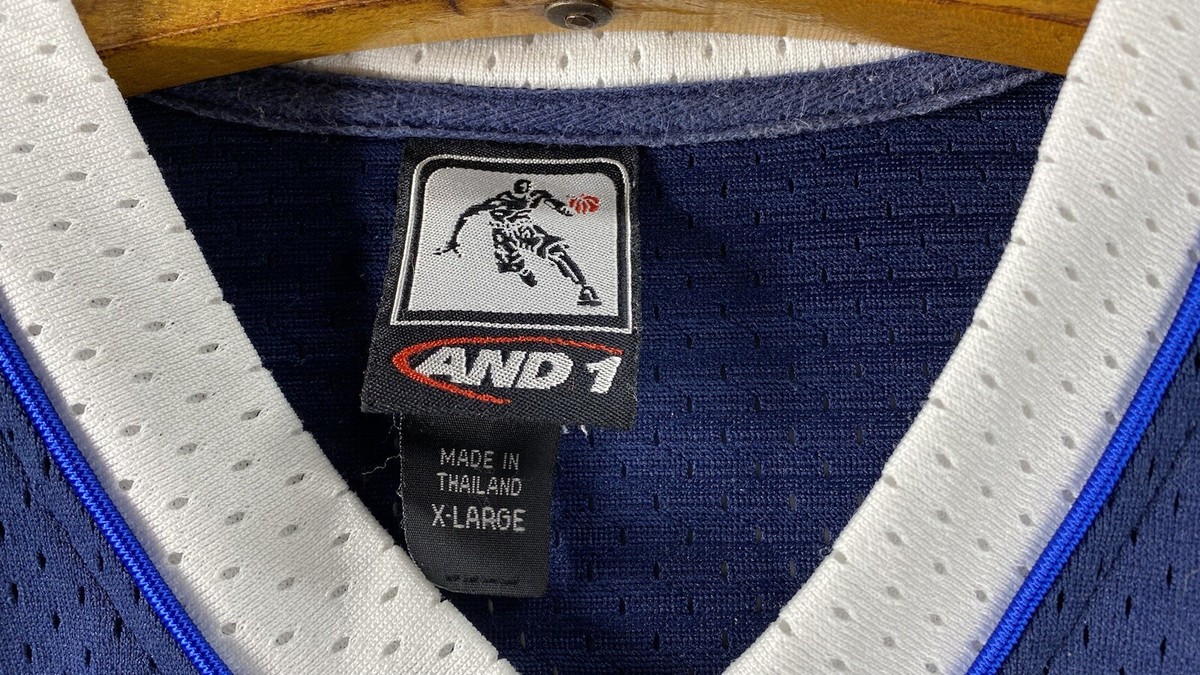 AND 1
MADE IN
THAILAND
X-LARGE